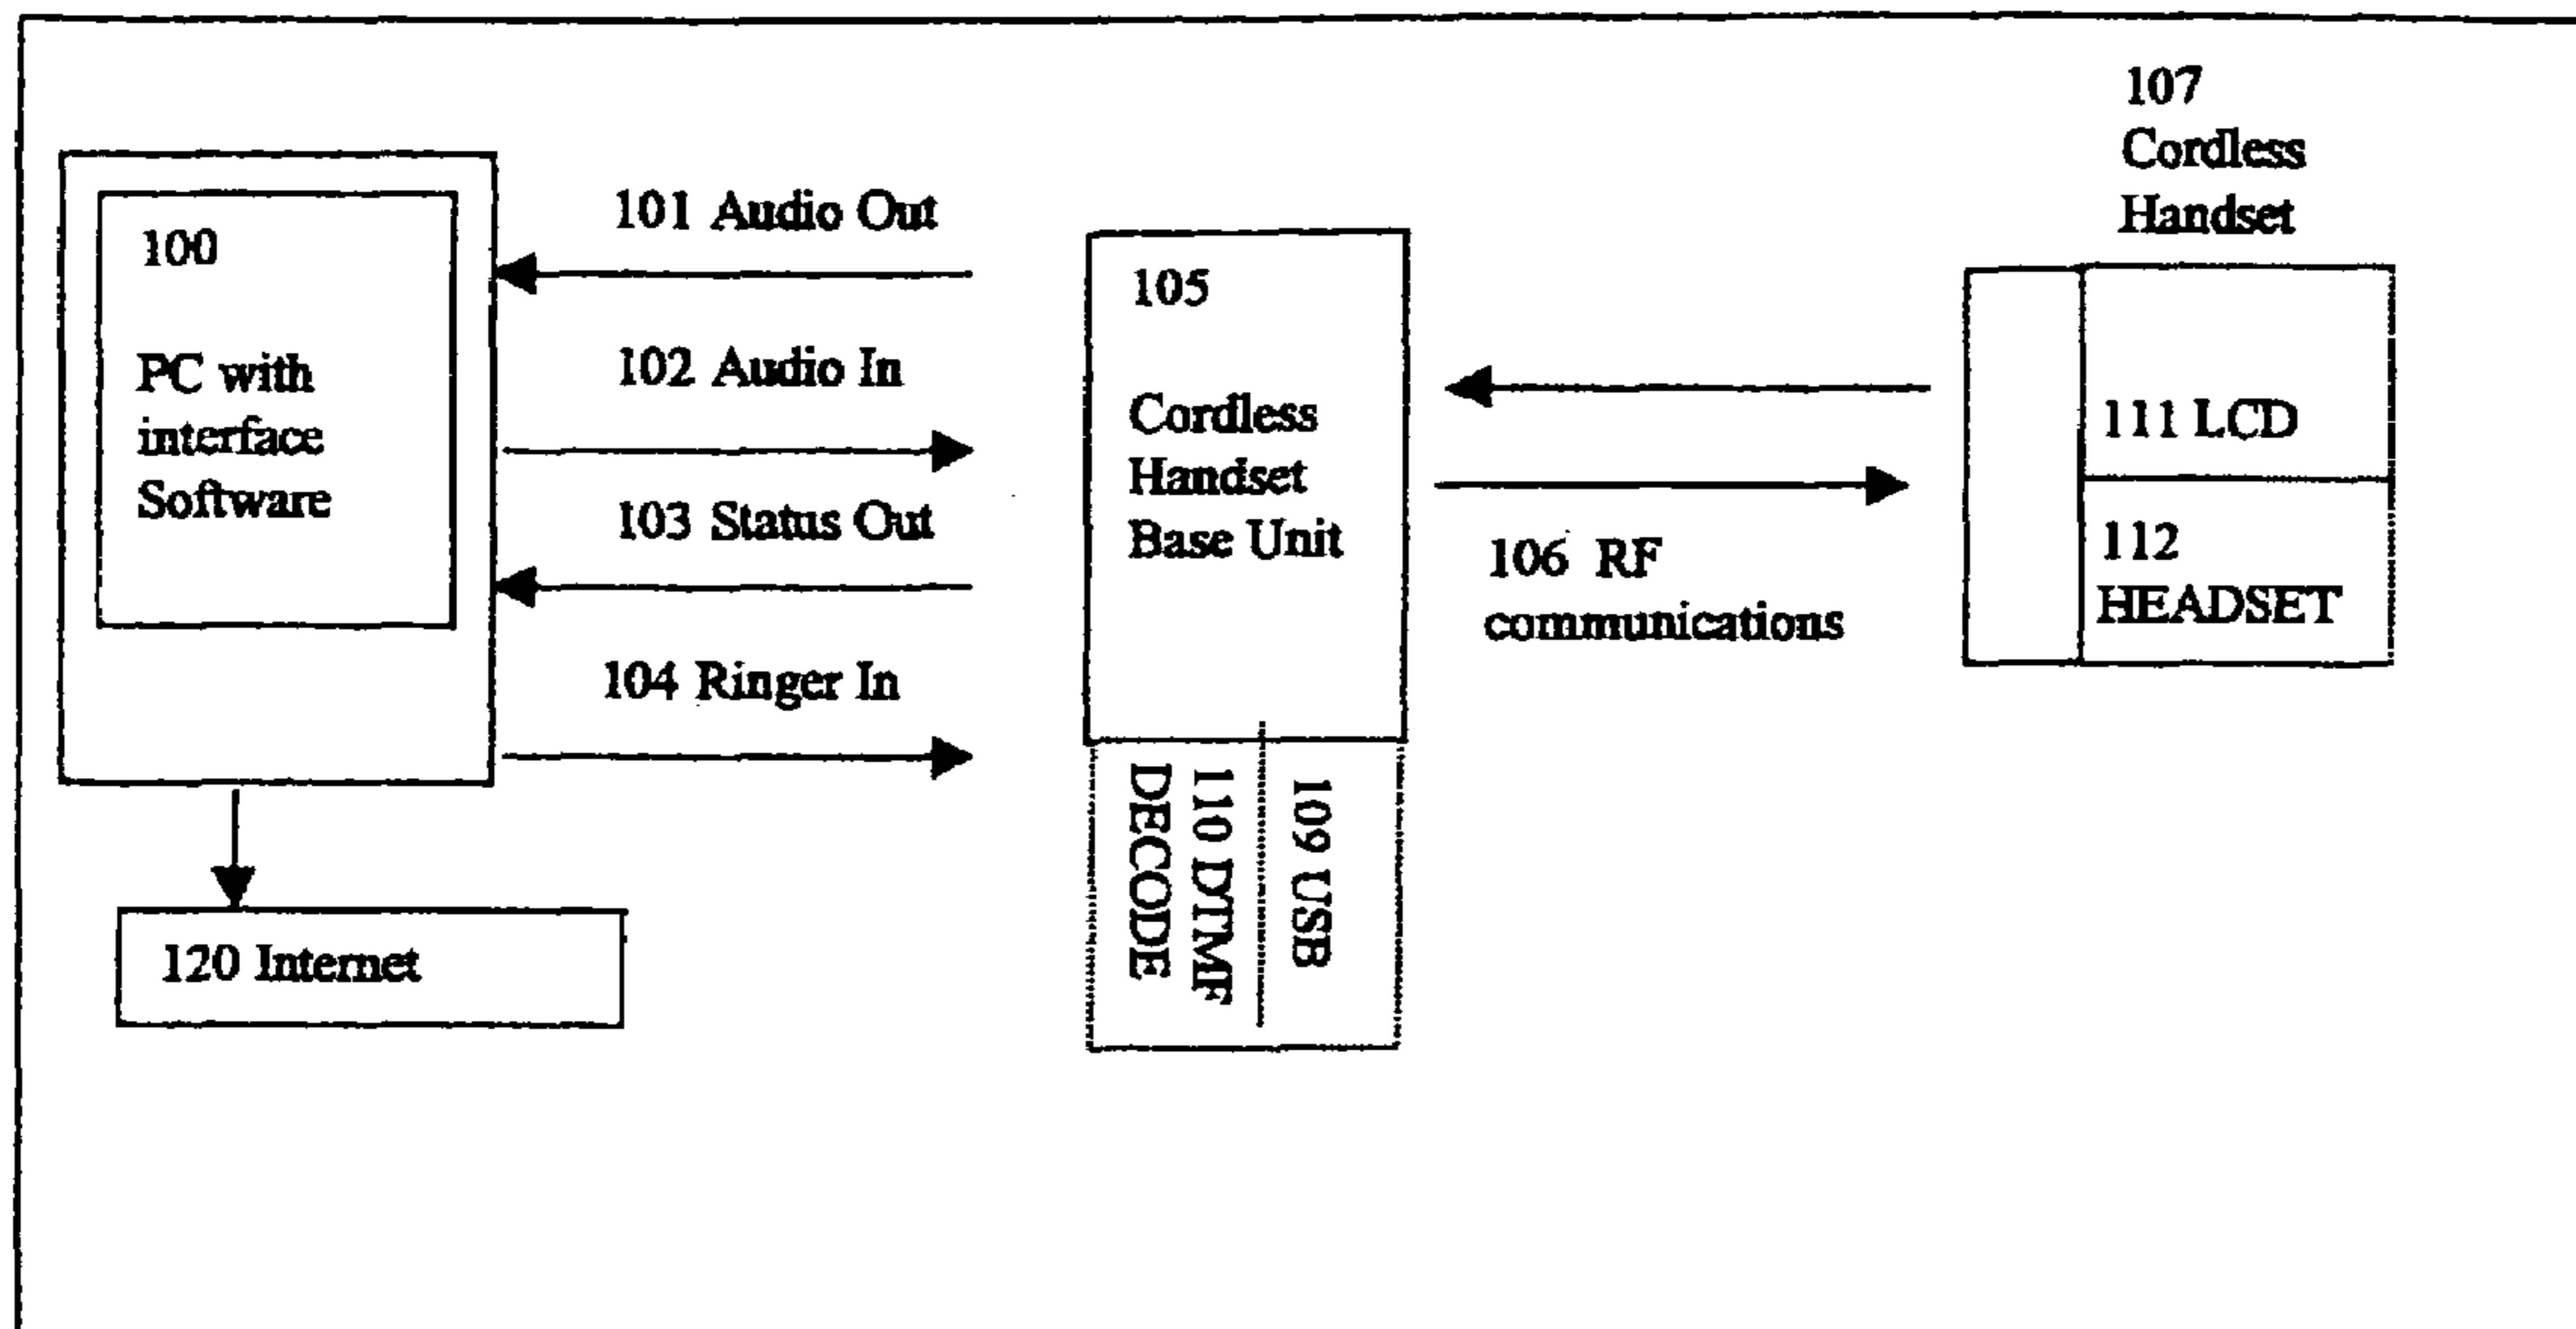 100
PC with
interface
Software
101 Audio Out
102 Audio In
103 Status Out
104 Ringer In
120 Internet
105
Cordless
Handset
Base Unit
110 DTMF
DECODE
109 USB
106 RF
communications
107
Cordless
Handset
111 LCD
112
HEADSET